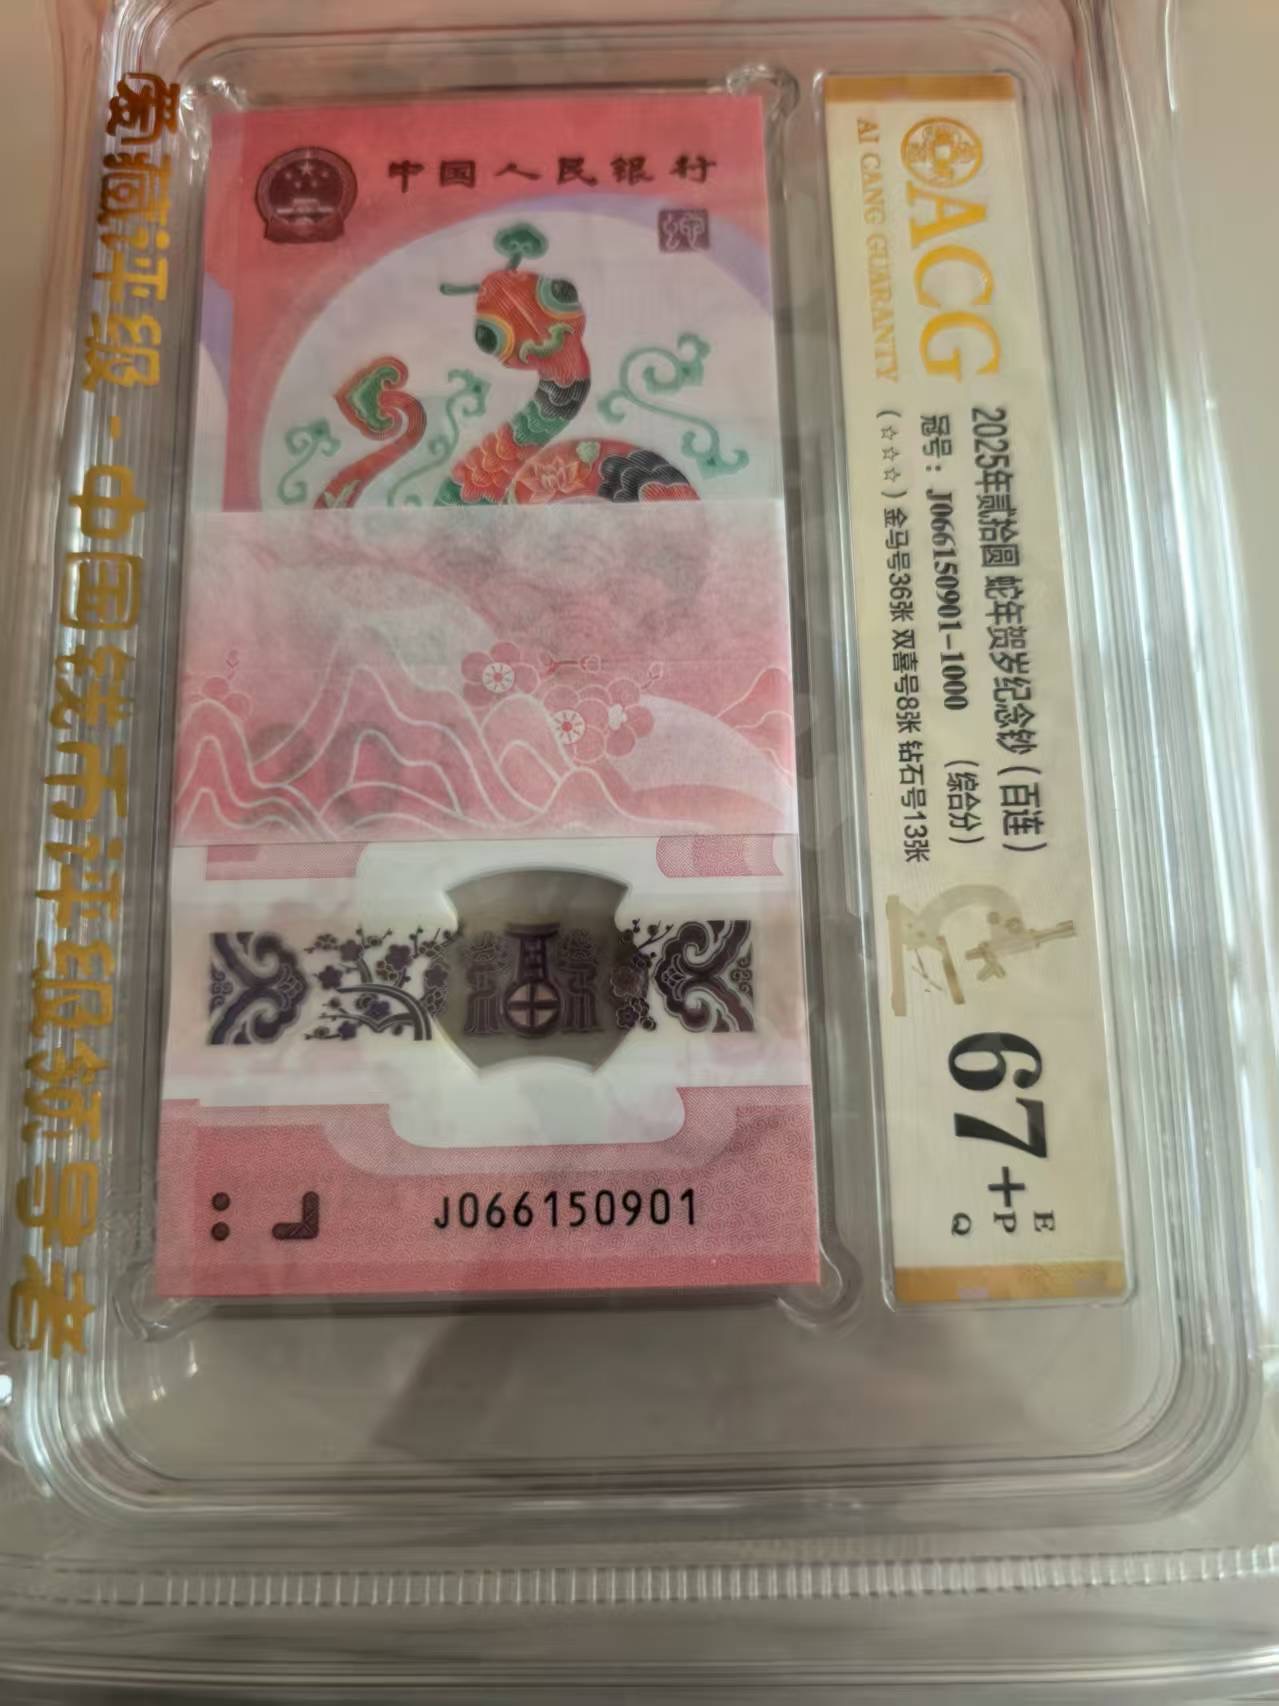 爱藏评级·中国钱币评级领导者
中国人民银行
J066150901
ACG
AI CANG GUARANTY
2025年贰拾圆 蛇年贺岁纪念钞（百连）
冠号：J066150901-1000 （综合分）
（☆☆☆）金马号36张 双喜号8张 钻石号13张
67+
E
P
Q